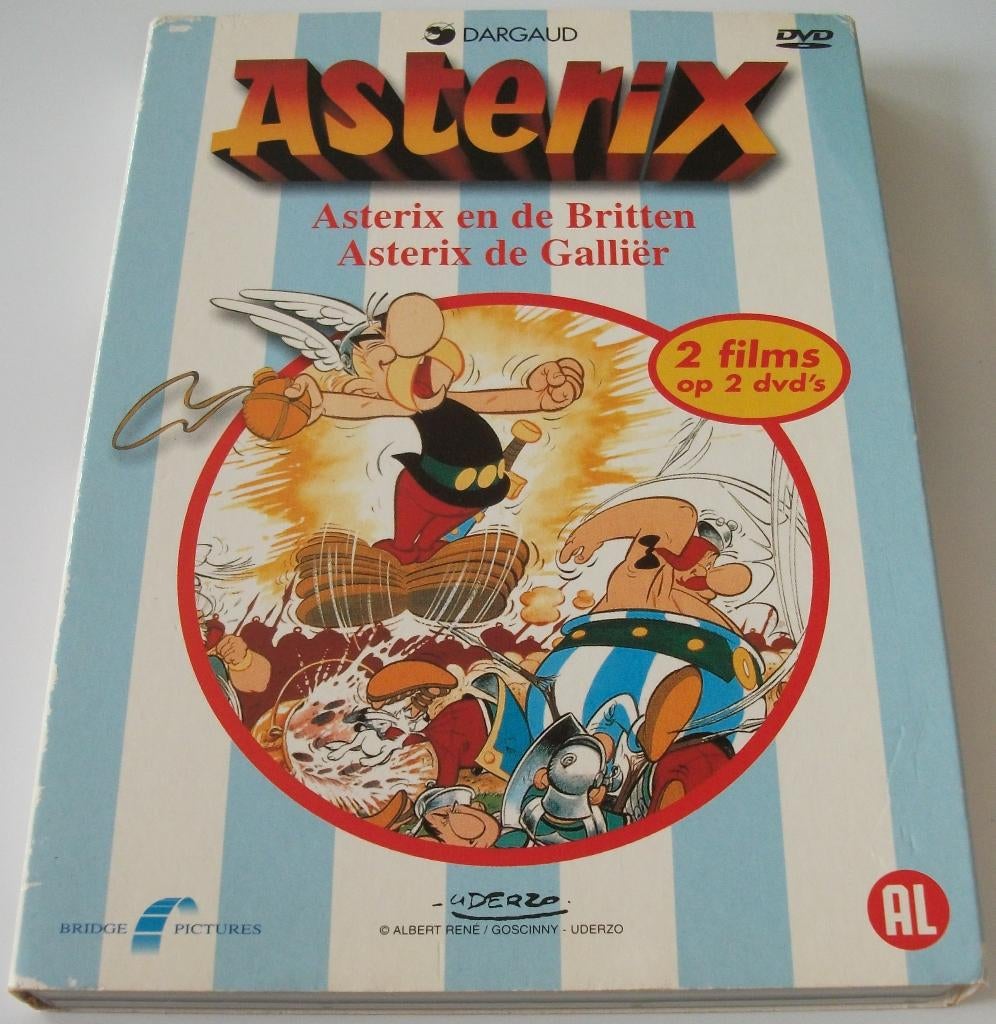 DARGAUD
DVD
Asterix
Asterix en de Britten
Asterix de Galliër
2 films
op 2 dvd's
UDERZO
BRIDGE PICTURES
© ALBERT RENÉ / GOSCINNY - UDERZO
AL